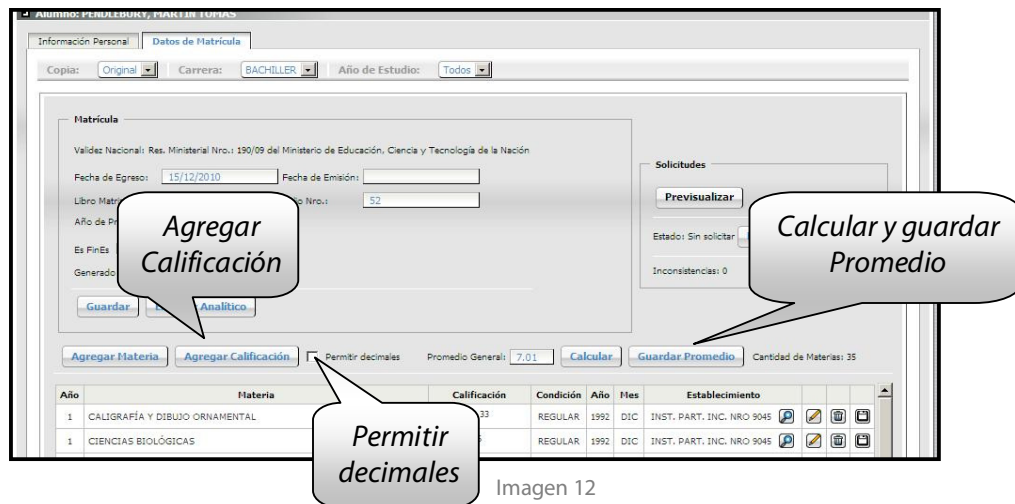 Alumno: PENDLEBURY, MARTIN TOMAS
Información Personal Datos de Matrícula
Copia: Original Carrera: BACHILLER Año de Estudio: Todos
Matrícula
Validez Nacional: Res. Ministerial Nro.: 190/09 del Ministerio de Educación, Ciencia y Tecnología de la Nación
Fecha de Egreso: 15/12/2010 Fecha de Emisión:
Libro Nro.: 52
Año de
Es FinEs
Generado
Guardar Analítico
Solicitudes
Previsualizar
Estado: Sin solicitar
Inconsistencias: 0
Agregar
Calificación
Calcular y guardar
Promedio
Agregar Materia Agregar Calificación Permitir decimales Promedio General: 7.01 Calcular Guardar Promedio Cantidad de Materias: 35
Año Materia Calificación Condición Año Mes Establecimiento
1 CALIGRAFÍA Y DIBUJO ORNAMENTAL 33 REGULAR 1992 DIC INST. PART. INC. NRO 9045
1 CIENCIAS BIOLÓGICAS REGULAR 1992 DIC INST. PART. INC. NRO 9045
Permitir
decimales
Imagen 12